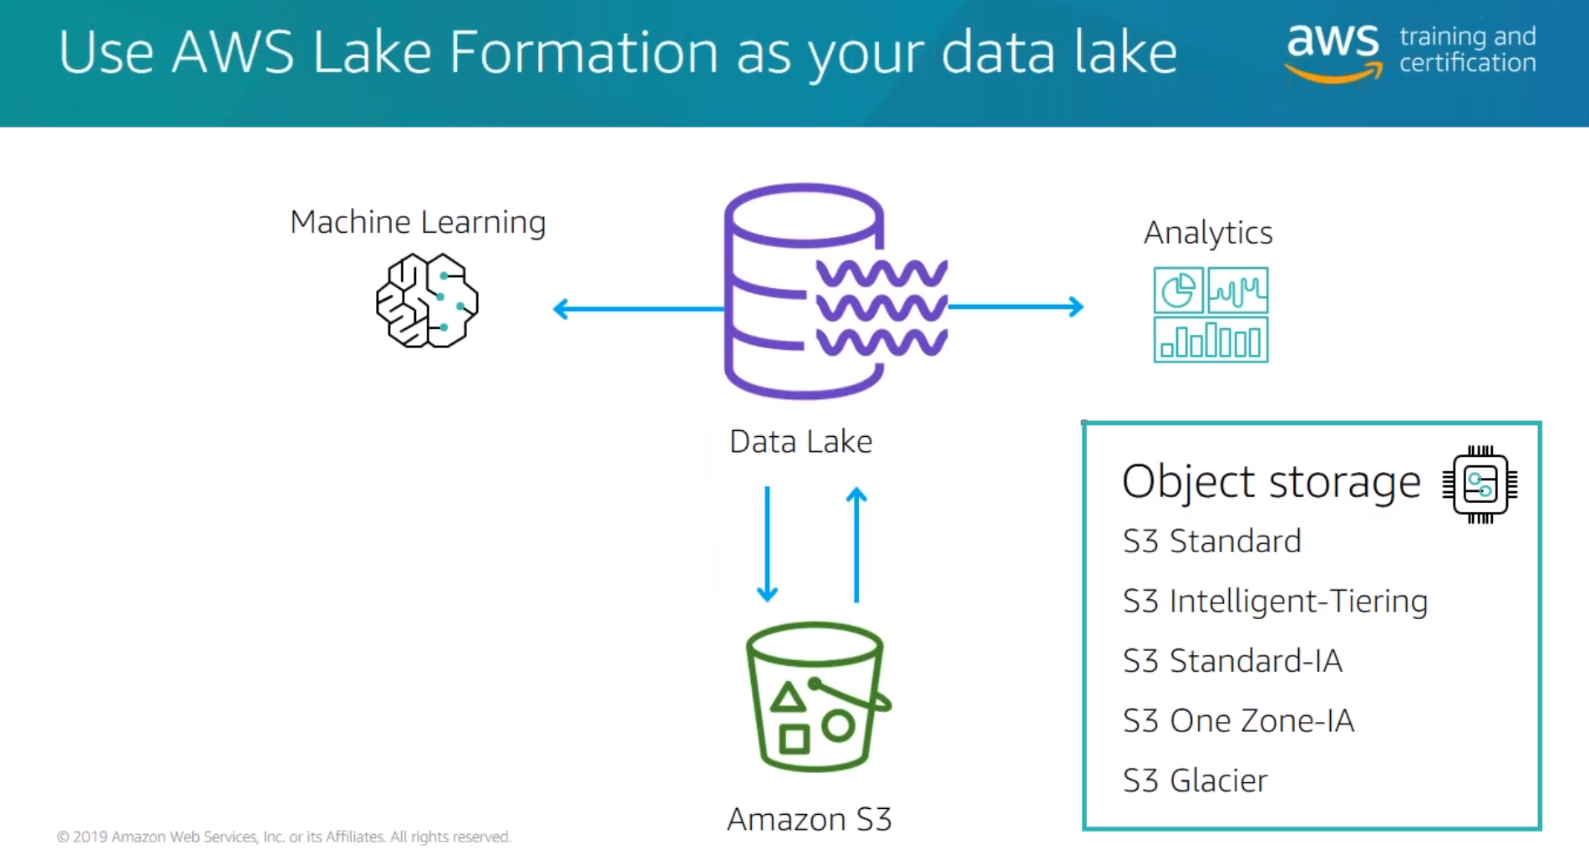 Use AWS Lake Formation as your data lake
aws
training and
certification
Machine Learning
Analytics
Data Lake
Amazon S3
Object storage
S3 Standard
S3 Intelligent-Tiering
S3 Standard-IA
S3 One Zone-IA
S3 Glacier
© 2019 Amazon Web Services, Inc. or its Affiliates. All rights reserved.